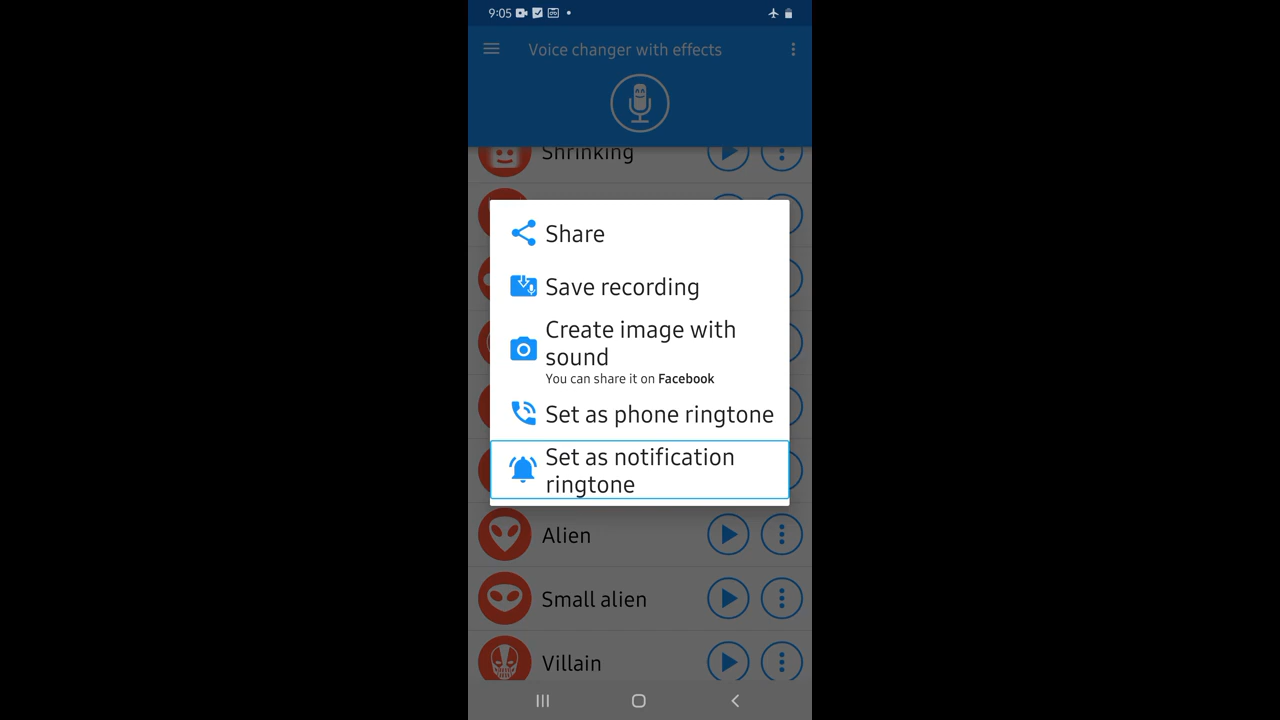 9:05
Voice changer with effects
Shrinking
Share
Save recording
Create image with
sound
You can share it on Facebook
Set as phone ringtone
Set as notification
ringtone
Alien
Small alien
Villain